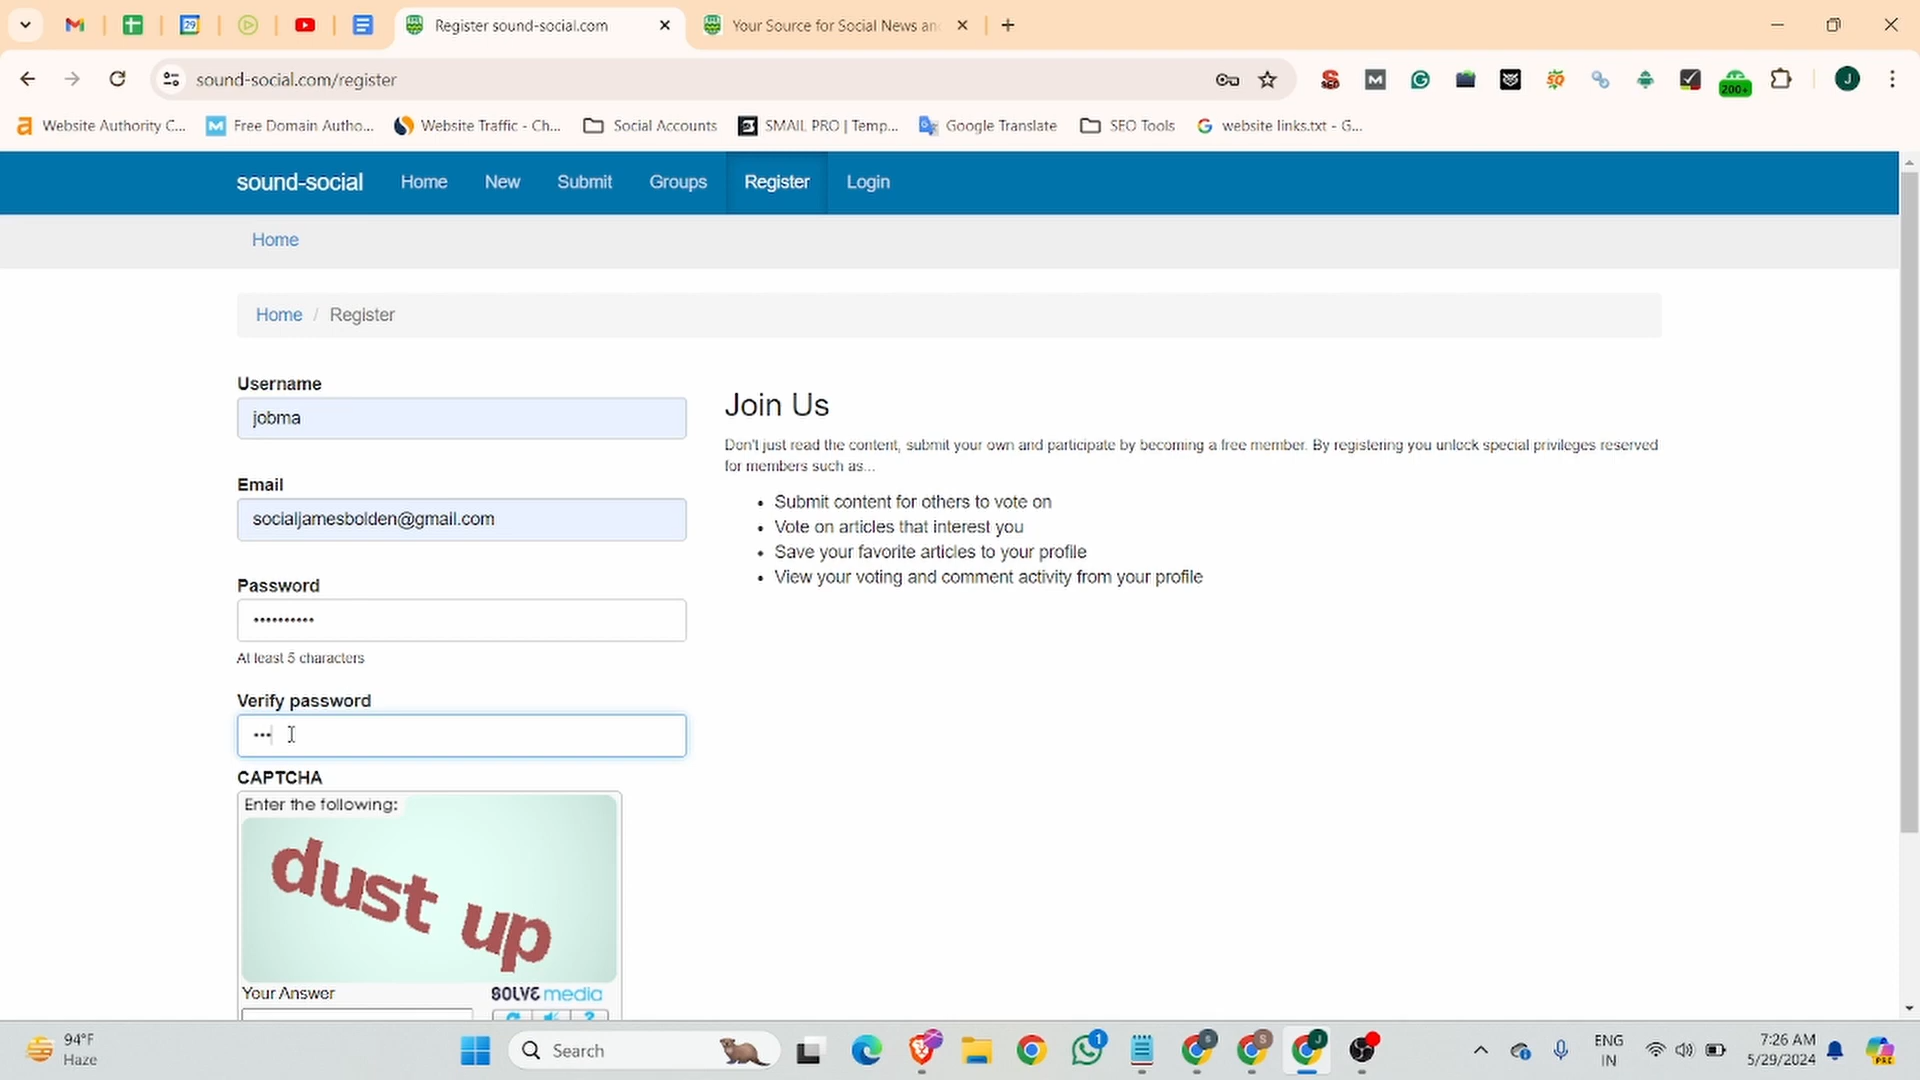 Register sound-social.com
Your Source for Social News an
sound-social.com/register
200+
J
Website Authority C...
Free Domain Autho...
Website Traffic - Ch...
Social Accounts
SMAIL PRO | Temp...
Google Translate
SEO Tools
website links.txt - G...
sound-social
Home
New
Submit
Groups
Register
Login
Home
Home / Register
Username
jobma
Email
socialjamesbolden@gmail.com
Password
••••••••••
At least 5 characters
Verify password
•••
CAPTCHA
Enter the following:
dust up
Your Answer
SOLVE media
Join Us
Don't just read the content, submit your own and participate by becoming a free member. By registering you unlock special privileges reserved
for members such as...
• Submit content for others to vote on
• Vote on articles that interest you
• Save your favorite articles to your profile
• View your voting and comment activity from your profile
94°F
Haze
Search
1
ENG
IN
7:26 AM
5/29/2024